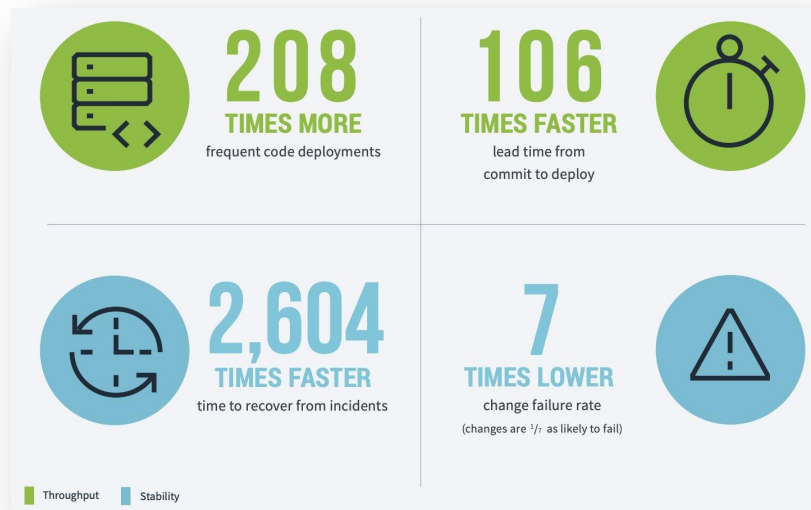 208
TIMES MORE
frequent code deployments
106
TIMES FASTER
lead time from
commit to deploy
2,604
TIMES FASTER
time to recover from incidents
7
TIMES LOWER
change failure rate
(changes are 1/7 as likely to fail)
Throughput
Stability